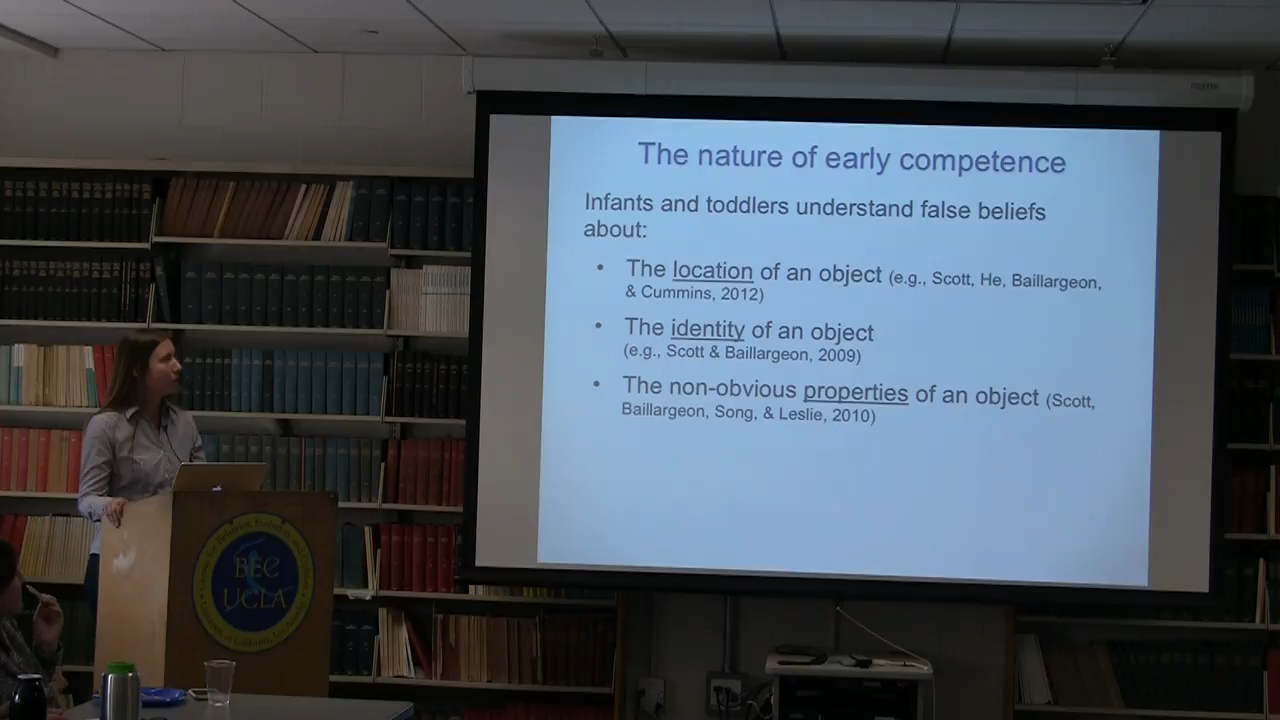 The nature of early competence
Infants and toddlers understand false beliefs
about:
• The location of an object (e.g., Scott, He, Baillargeon,
& Cummins, 2012)
• The identity of an object
(e.g., Scott & Baillargeon, 2009)
• The non-obvious properties of an object (Scott,
Baillargeon, Song, & Leslie, 2010)
BEC
UCLA